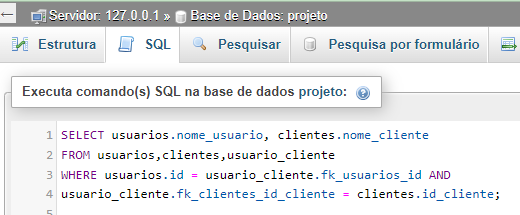 Servidor: 127.0.0.1 » Base de Dados: projeto
Estrutura SQL Pesquisar Pesquisa por formulário
Executa comando(s) SQL na base de dados projeto:
1 SELECT usuarios.nome_usuario, clientes.nome_cliente
2 FROM usuarios,clientes,usuario_cliente
3 WHERE usuarios.id = usuario_cliente.fk_usuarios_id AND
4 usuario_cliente.fk_clientes_id_cliente = clientes.id_cliente;
5